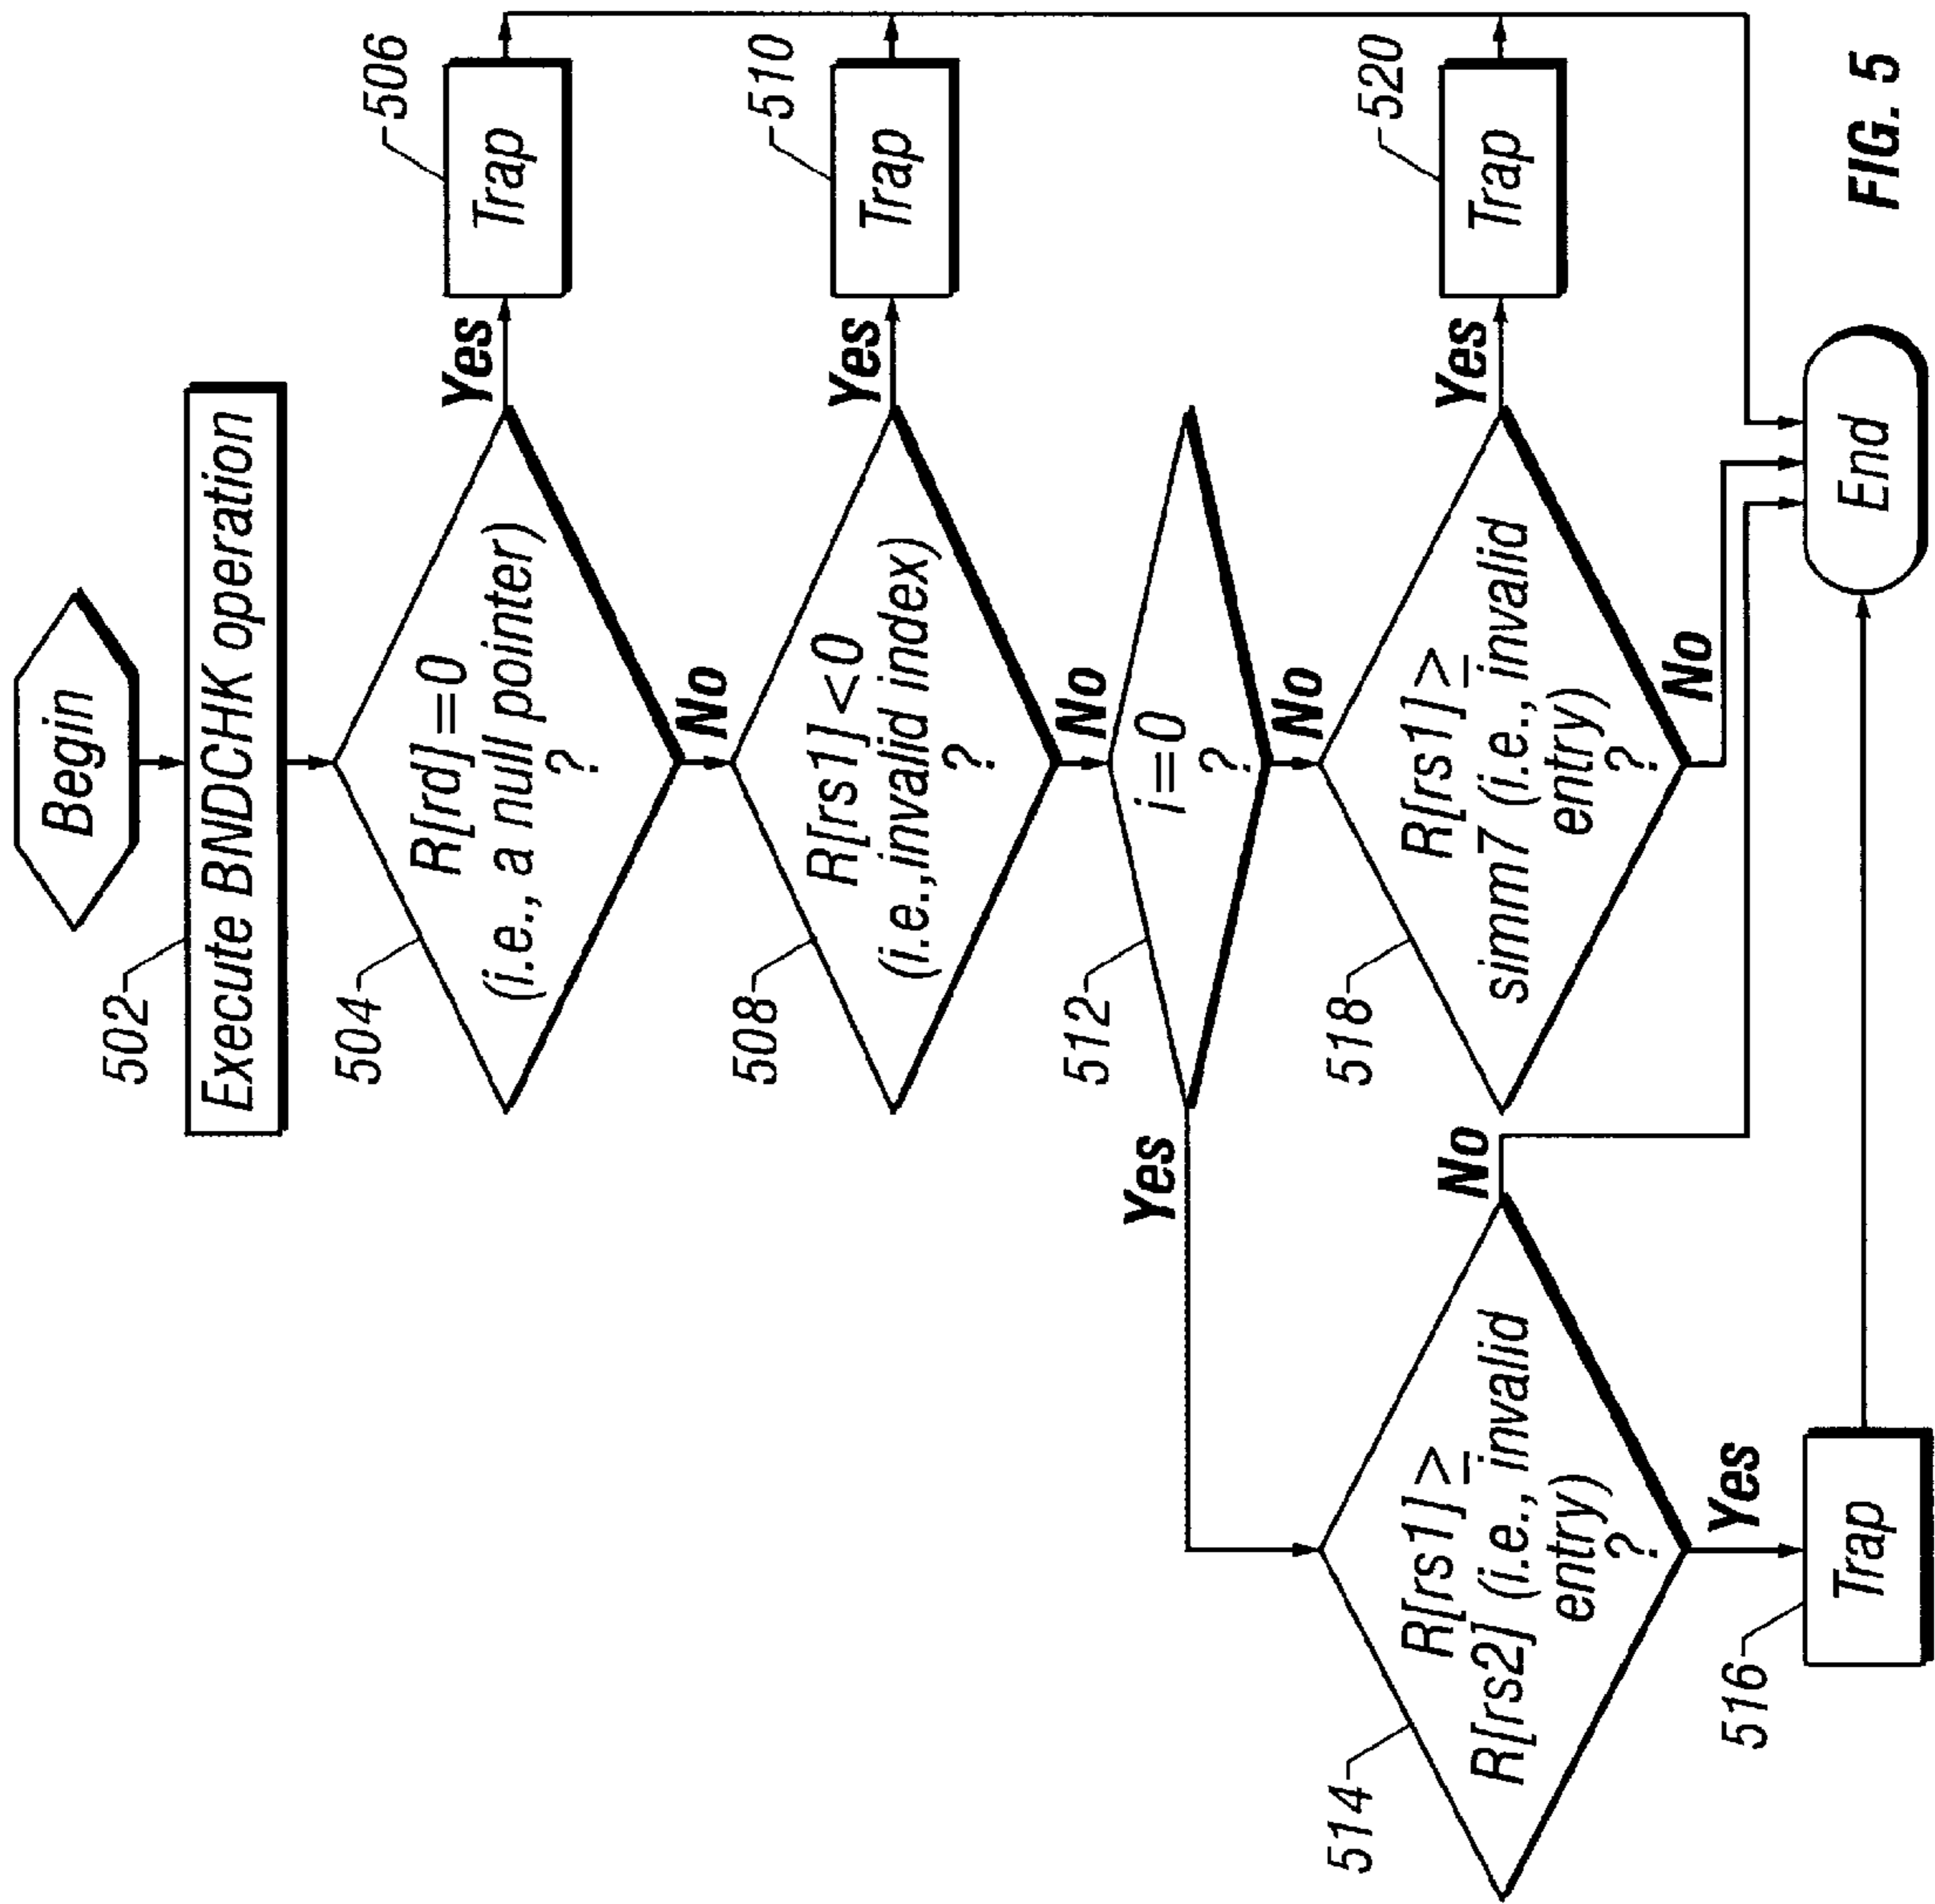 Begin
502
Execute BNDCHK operation
504
R[rd]=0
(i.e., a null pointer)
?
Yes
506
Trap
No
508
R[rs1]<0
(i.e.,invalid index)
?
Yes
510
Trap
No
512
i=0
?
Yes
No
514
R[rs1]≥
R[rs2] (i.e., invalid
entry)
?
No
Yes
516
Trap
518
R[rs1]≥
simm7 (i.e., invalid
entry)
?
Yes
520
Trap
No
End
FIG. 5